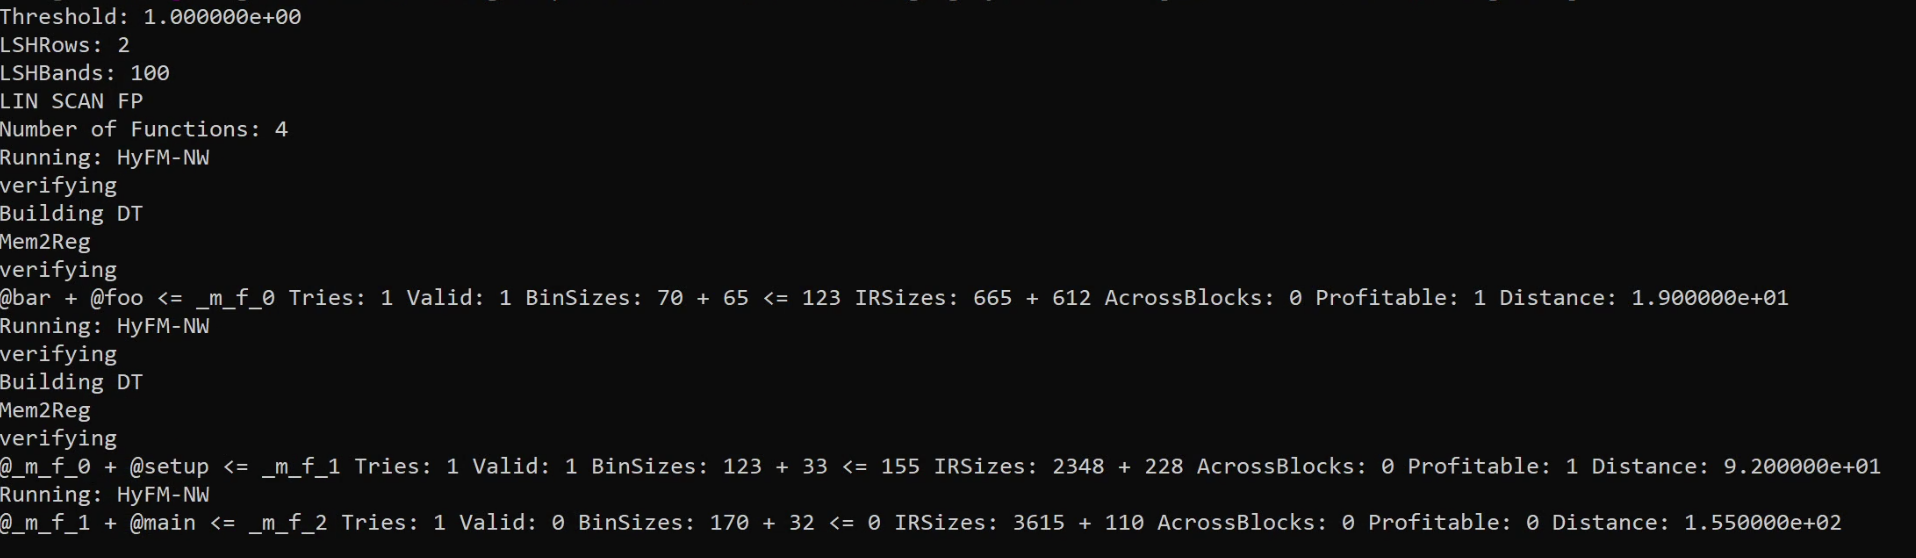 Threshold: 1.000000e+00
LSHRows: 2
LSHBands: 100
LIN SCAN FP
Number of Functions: 4
Running: HyFM-NW
verifying
Building DT
Mem2Reg
verifying
@bar + @foo <= _m_f_0 Tries: 1 Valid: 1 BinSizes: 70 + 65 <= 123 IRSizes: 665 + 612 AcrossBlocks: 0 Profitable: 1 Distance: 1.900000e+01
Running: HyFM-NW
verifying
Building DT
Mem2Reg
verifying
@_m_f_0 + @setup <= _m_f_1 Tries: 1 Valid: 1 BinSizes: 123 + 33 <= 155 IRSizes: 2348 + 228 AcrossBlocks: 0 Profitable: 1 Distance: 9.200000e+01
Running: HyFM-NW
@_m_f_1 + @main <= _m_f_2 Tries: 1 Valid: 0 BinSizes: 170 + 32 <= 0 IRSizes: 3615 + 110 AcrossBlocks: 0 Profitable: 0 Distance: 1.550000e+02